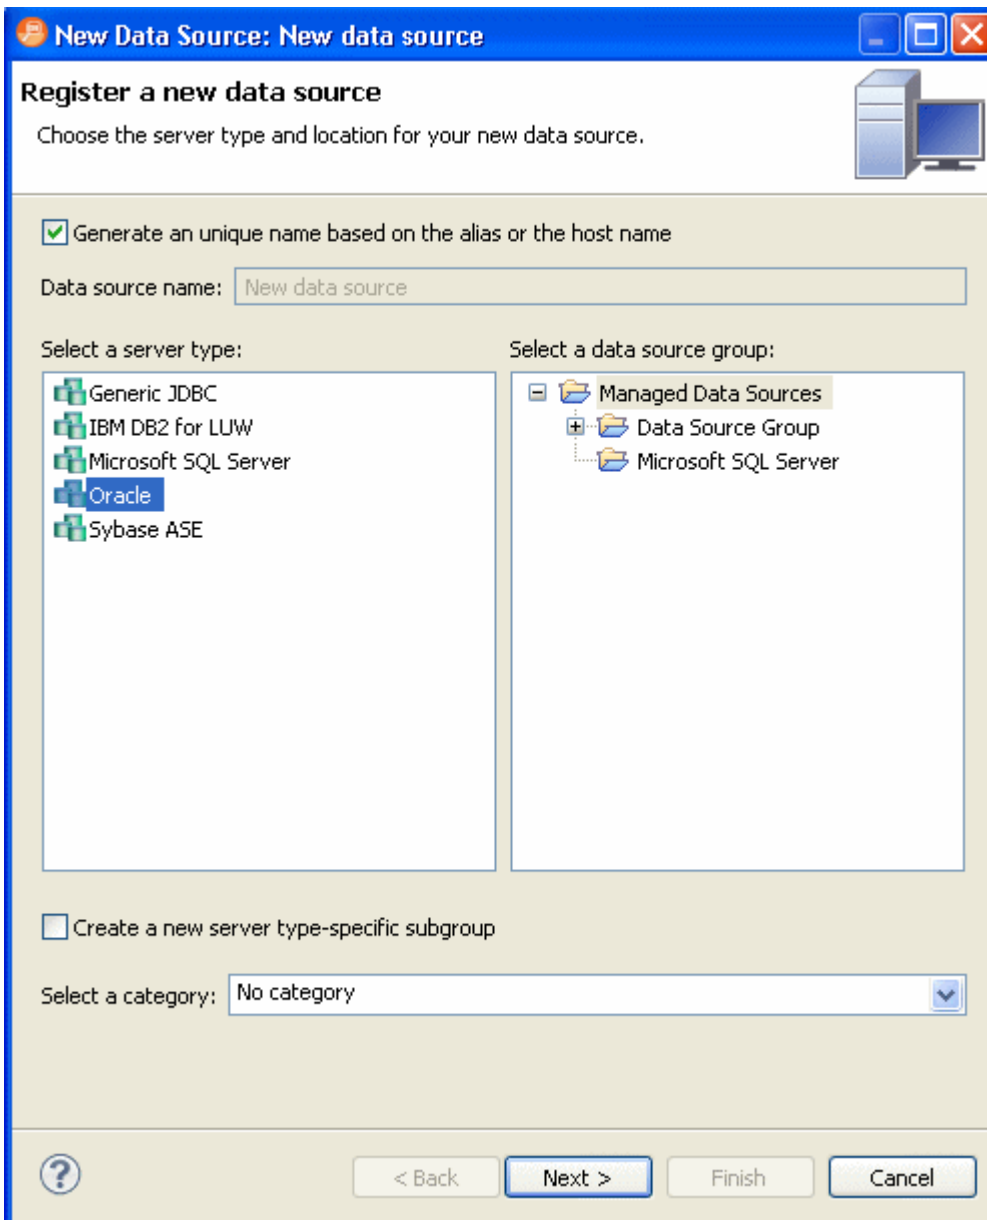 New Data Source: New data source
Register a new data source
Choose the server type and location for your new data source.
Generate an unique name based on the alias or the host name
Data source name: New data source
Select a server type:
Generic JDBC
IBM DB2 for LUW
Microsoft SQL Server
Oracle
Sybase ASE
Select a data source group:
Managed Data Sources
Data Source Group
Microsoft SQL Server
Create a new server type-specific subgroup
Select a category: No category
? < Back Next > Finish Cancel